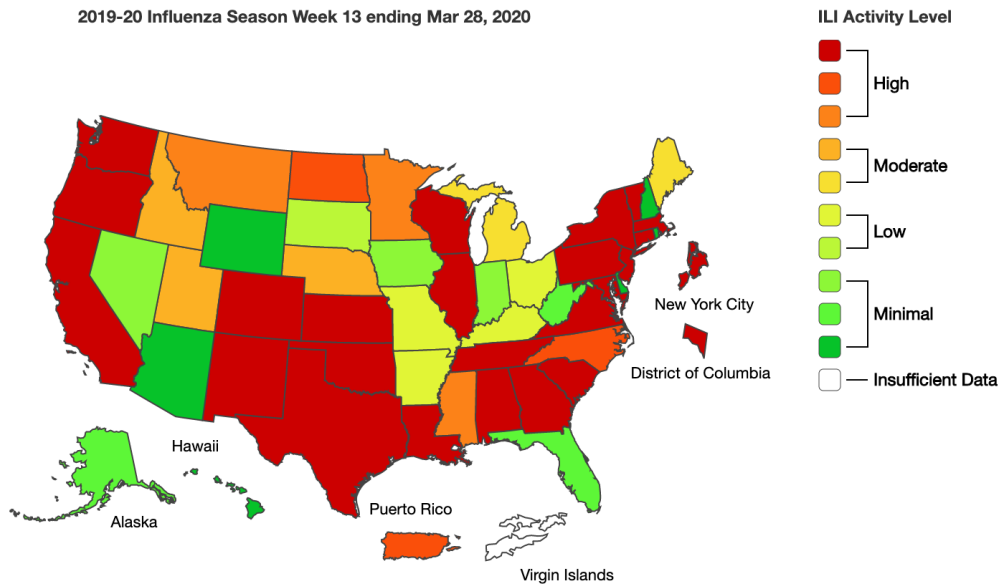 2019-20 Influenza Season Week 13 ending Mar 28, 2020
ILI Activity Level
High
Moderate
Low
Minimal
Insufficient Data
New York City
District of Columbia
Hawaii
Alaska
Puerto Rico
Virgin Islands